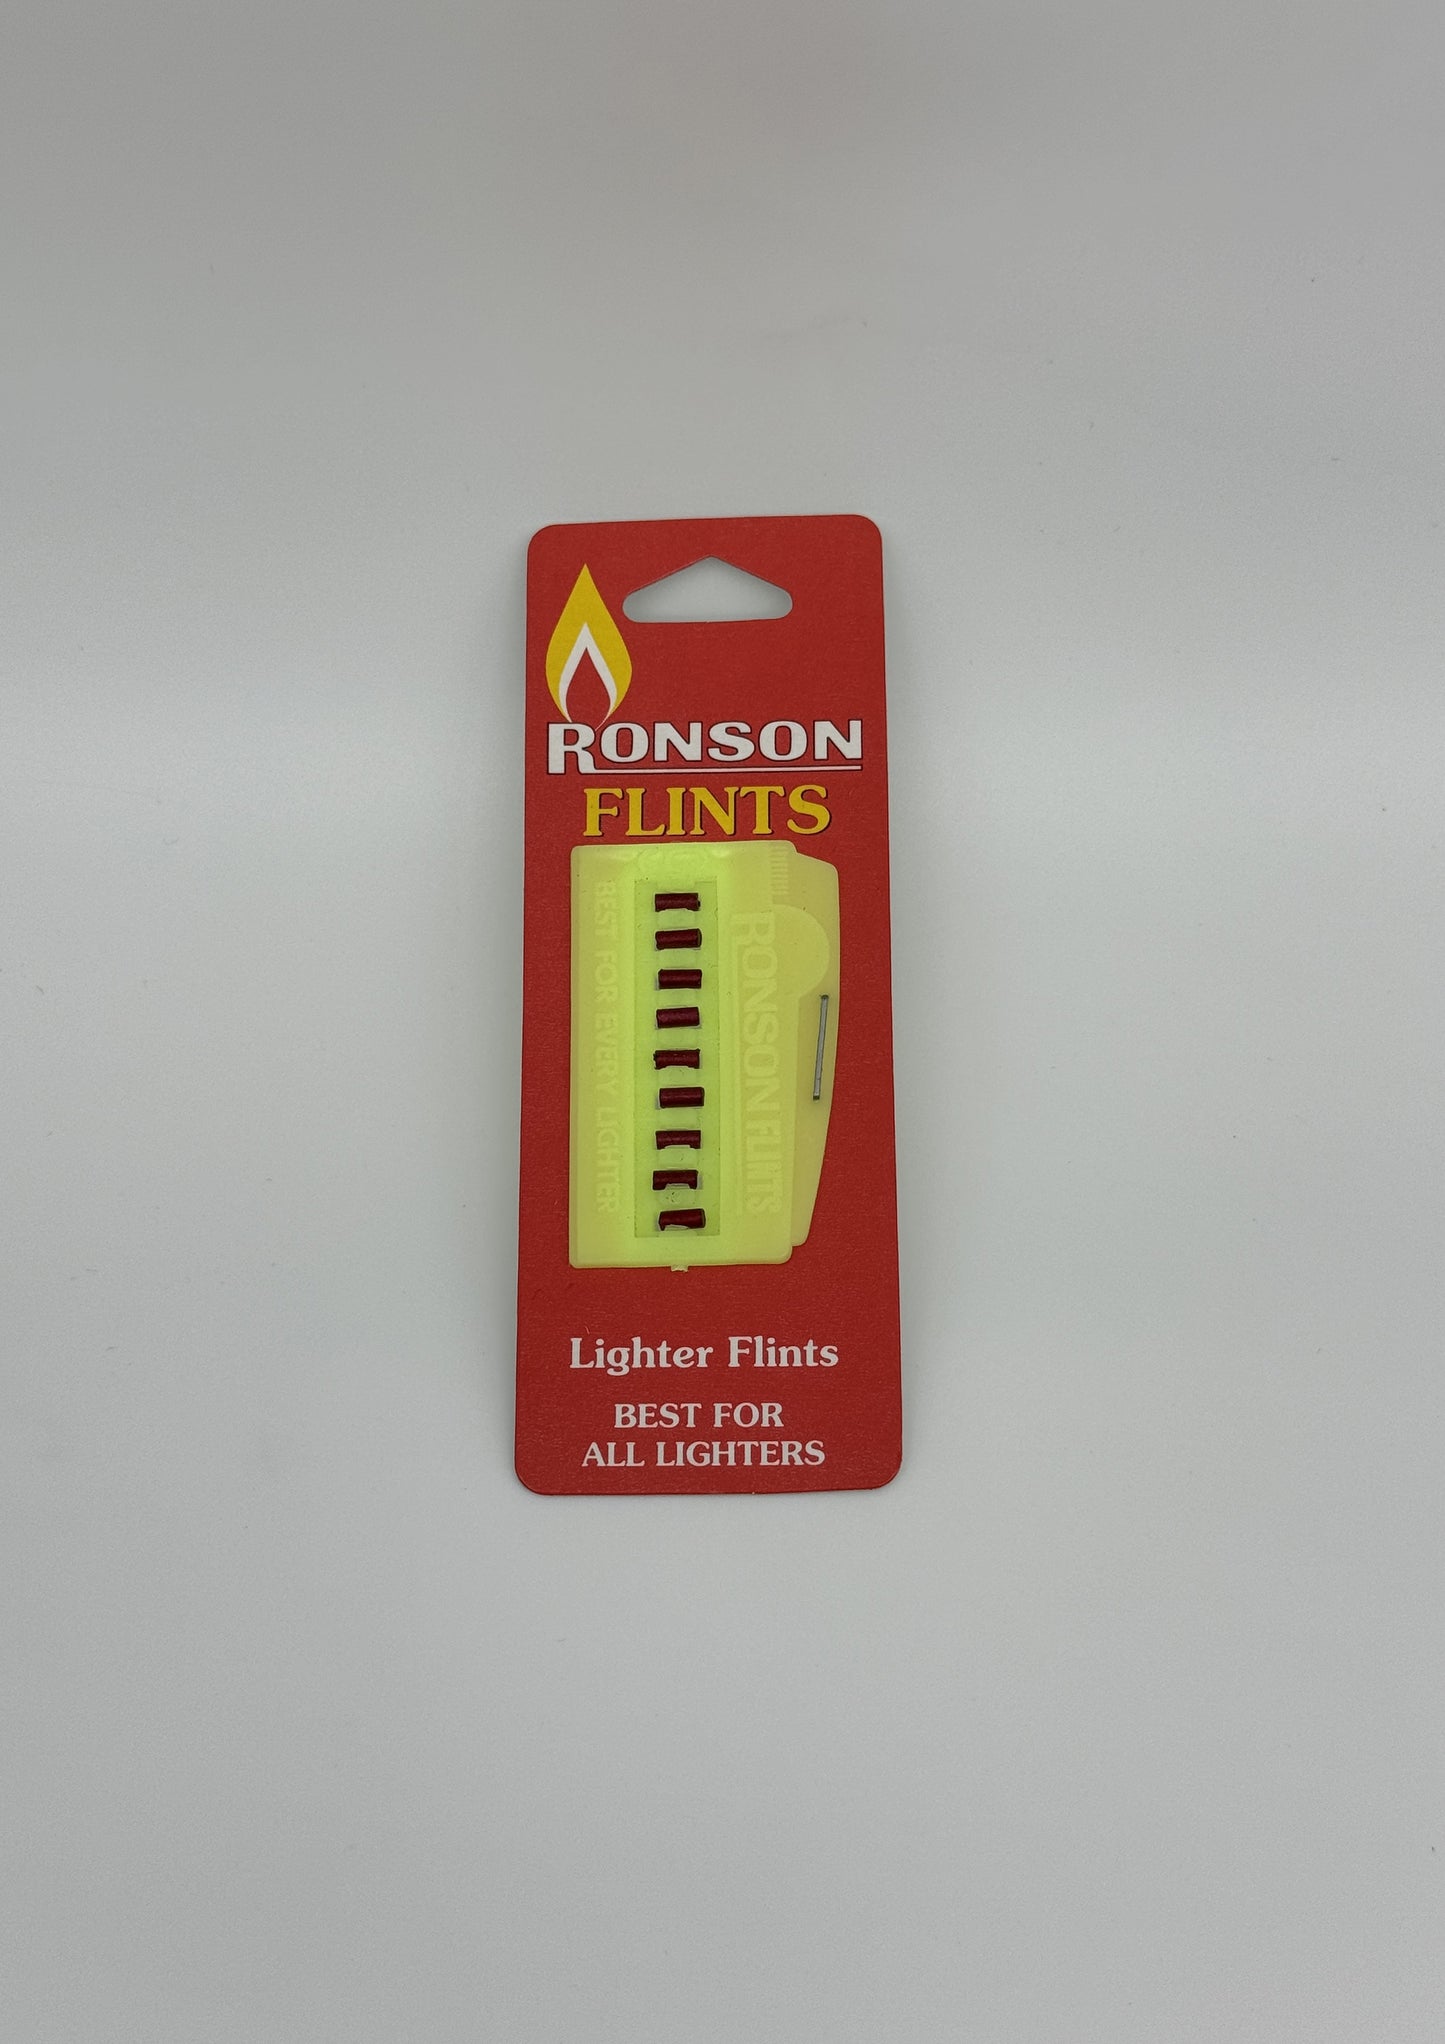 RONSON
FLINTS
BEST FOR EVERY LIGHTER
RONSON FLINTS
Lighter Flints
BEST FOR
ALL LIGHTERS